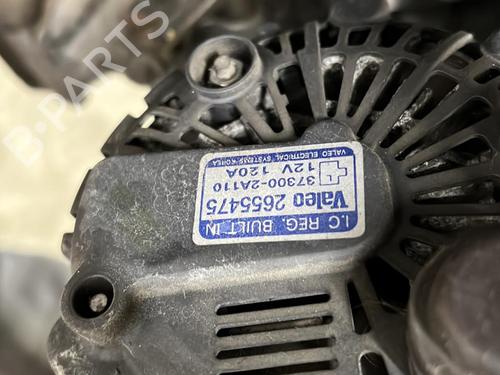 I.C REG. BUILT IN
Valeo 2655475
37300-2A110
L
12V 120A
VALEO ELECTRICAL SYSTEMS KOREA
B-PARTS